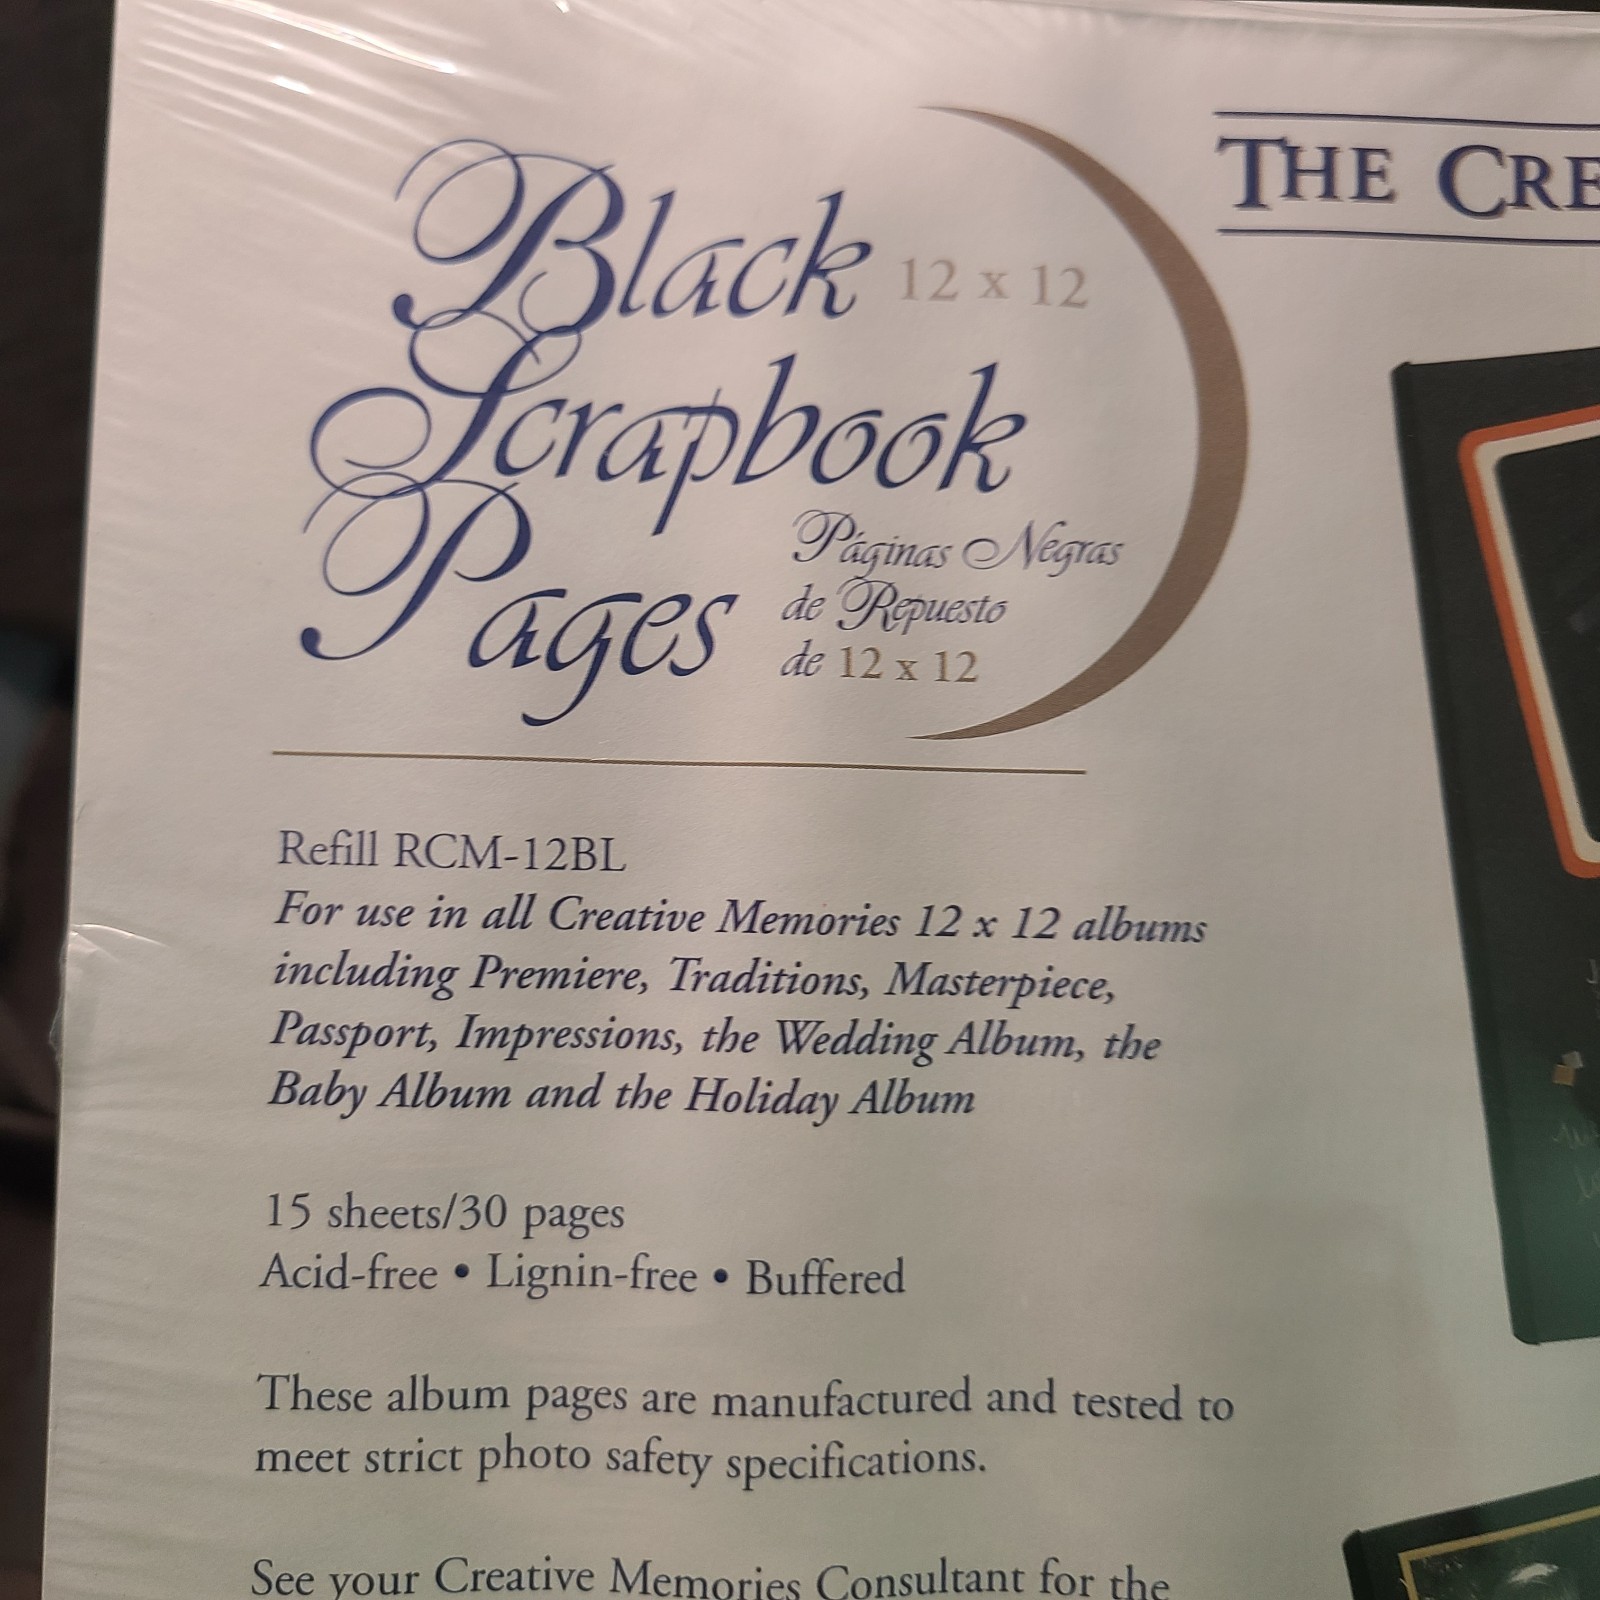 Black 12 x 12
Scrapbook
Pages
Páginas Negras
de Repuesto
de 12 x 12
THE CRE
Refill RCM-12BL
For use in all Creative Memories 12 x 12 albums
including Premiere, Traditions, Masterpiece,
Passport, Impressions, the Wedding Album, the
Baby Album and the Holiday Album
15 sheets/30 pages
Acid-free • Lignin-free • Buffered
These album pages are manufactured and tested to
meet strict photo safety specifications.
See your Creative Memories Consultant for the